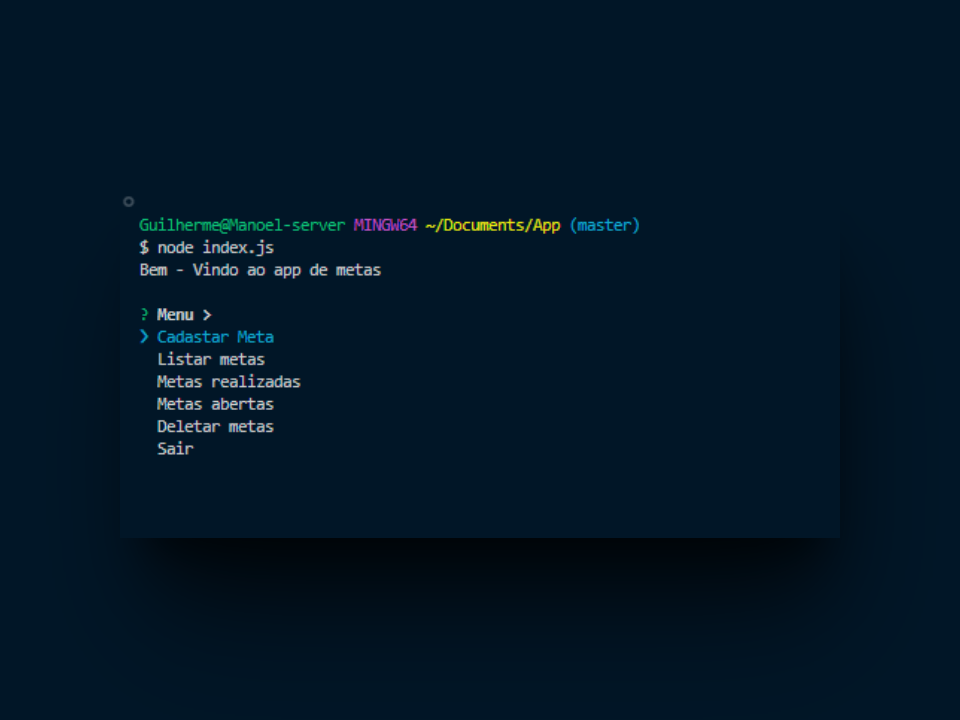 Guilherme@Manoel-server MINGW64 ~/Documents/App (master)
$ node index.js
Bem - Vindo ao app de metas
? Menu >
❯ Cadastar Meta
Listar metas
Metas realizadas
Metas abertas
Deletar metas
Sair